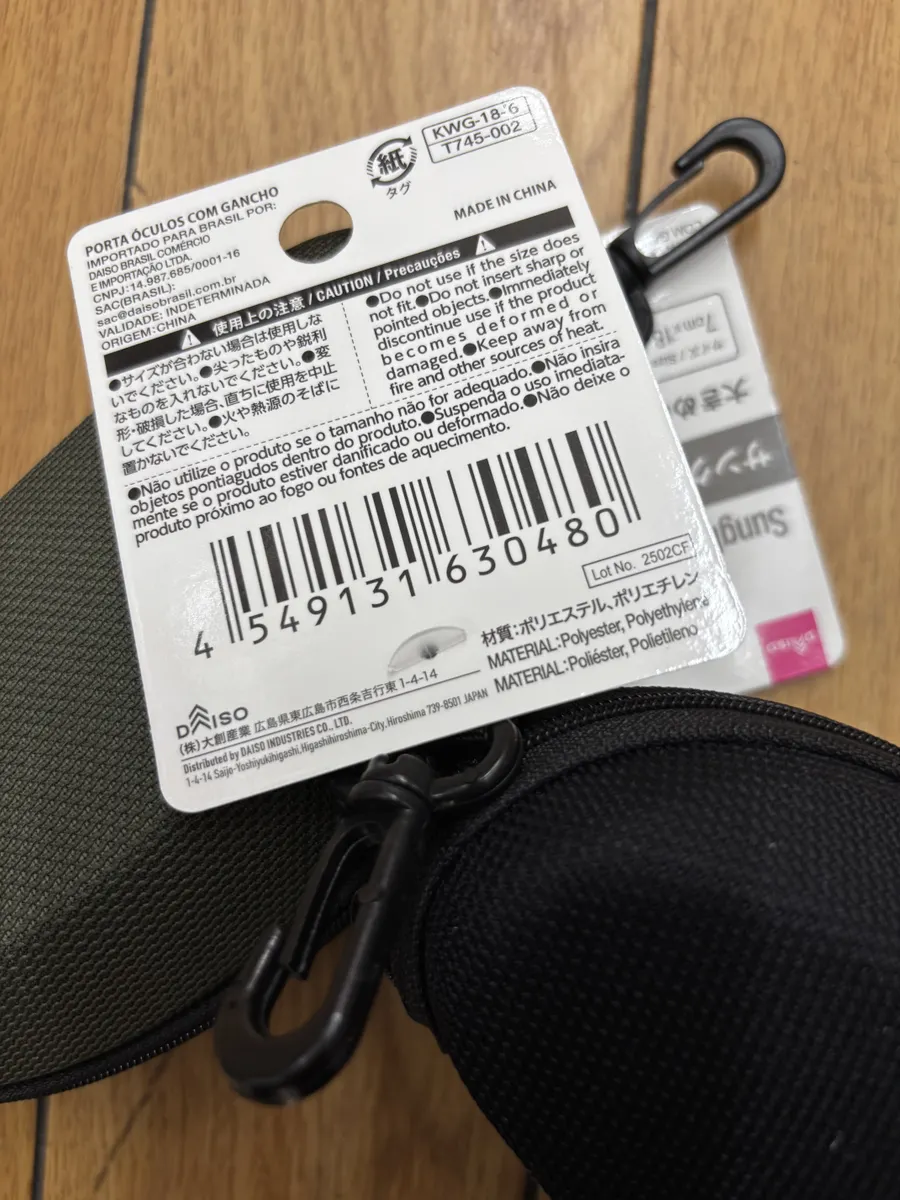 紙
タグ
KWG-18-6
T745-002
MADE IN CHINA
PORTA ÓCULOS COM GANCHO
IMPORTADO PARA BRASIL POR:
DAISO BRASIL COMÉRCIO
E IMPORTAÇÃO LTDA.
CNPJ:14.987.685/0001-16
SAC(BRASIL):
sac@daisobrasil.com.br
VALIDADE: INDETERMINADA
ORIGEM:CHINA
使用上の注意 / CAUTION / Precauções
●サイズが合わない場合は使用しな
いでください。●尖ったものや鋭利
なものを入れないでください。●変
形・破損した場合、直ちに使用を中止
してください。●火や熱源のそばに
置かないでください。
●Do not use if the size does
not fit.●Do not insert sharp or
pointed objects.●Immediately
discontinue use if the product
becomes deformed or
damaged.●Keep away from
fire and other sources of heat.
●Não utilize o produto se o tamanho não for adequado.●Não insira
objetos pontiagudos dentro do produto.●Suspenda o uso imediata-
mente se o produto estiver danificado ou deformado.●Não deixe o
produto próximo ao fogo ou fontes de aquecimento.
4 549131 630480
Lot No. 2502CF
材質:ポリエステル、ポリエチレン
MATERIAL:Polyester, Polyethylene
MATERIAL:Poliéster, Polietileno
DAISO
(株)大創産業 広島県東広島市西条吉行東 1-4-14
Distributed by DAISO INDUSTRIES CO., LTD.
1-4-14 Saijo-Yoshiyukihigashi, Higashihiroshima-City, Hiroshima 739-8501 JAPAN
サイズ / Size
7cm×18
大きめ
サング
Sung
DAISO